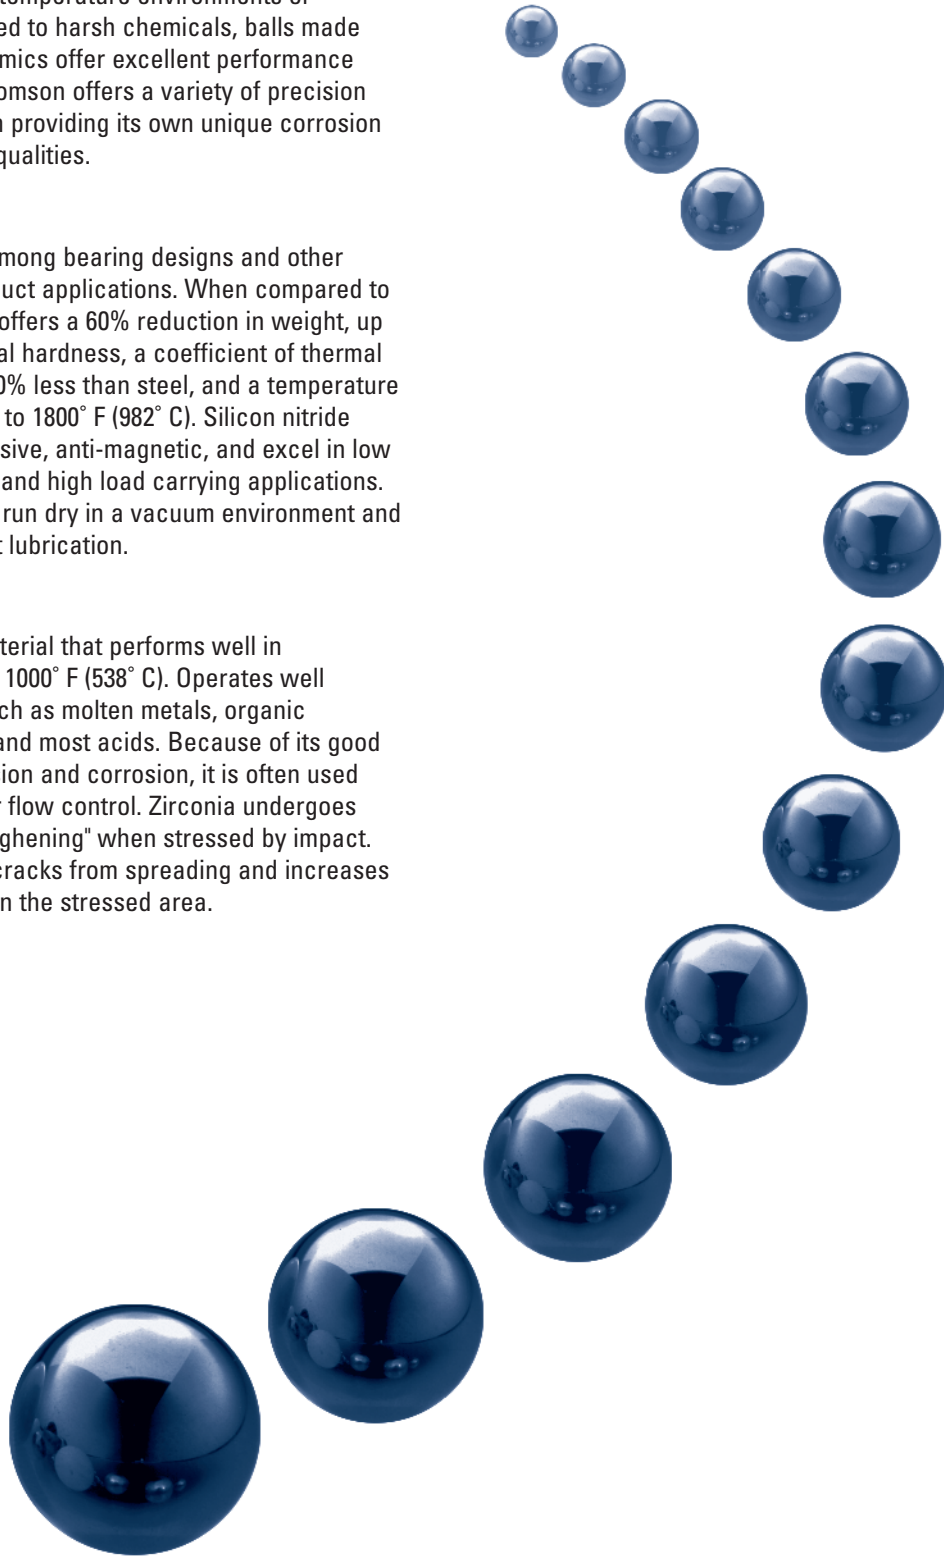 temperature environments or
ed to harsh chemicals, balls made
mics offer excellent performance
omson offers a variety of precision
n providing its own unique corrosion
qualities.
mong bearing designs and other
uct applications. When compared to
offers a 60% reduction in weight, up
al hardness, a coefficient of thermal
0% less than steel, and a temperature
to 1800˚ F (982˚ C). Silicon nitride
sive, anti-magnetic, and excel in low
and high load carrying applications.
run dry in a vacuum environment and
t lubrication.
terial that performs well in
1000˚ F (538˚ C). Operates well
ch as molten metals, organic
and most acids. Because of its good
sion and corrosion, it is often used
r flow control. Zirconia undergoes
ghening" when stressed by impact.
cracks from spreading and increases
n the stressed area.